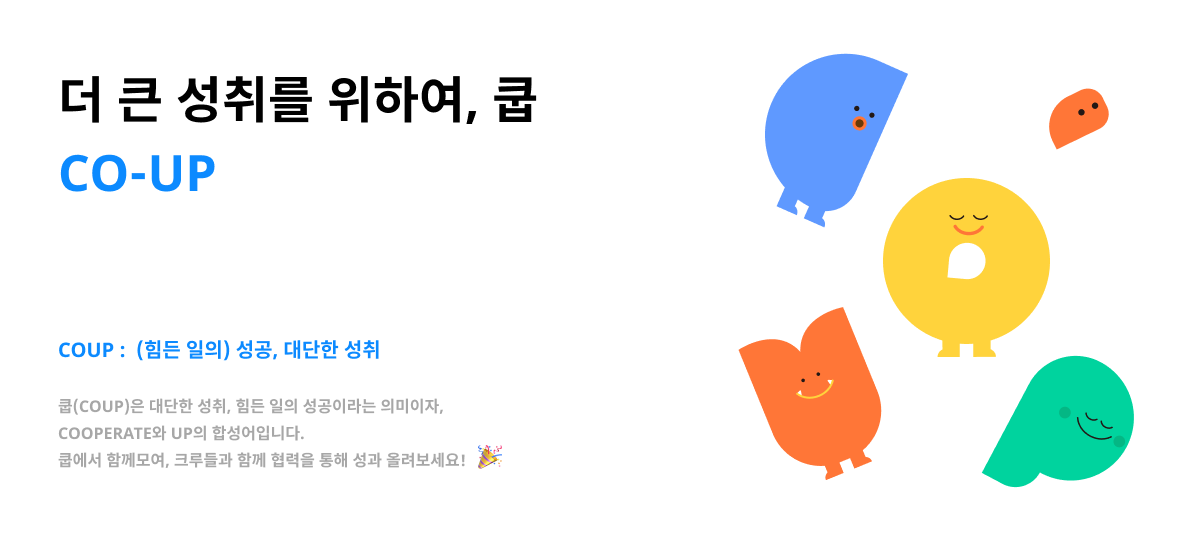 더 큰 성취를 위하여, 쿱
CO-UP
COUP : (힘든 일의) 성공, 대단한 성취
쿱(COUP)은 대단한 성취, 힘든 일의 성공이라는 의미이자,
COOPERATE와 UP의 합성어입니다.
쿱에서 함께모여, 크루들과 함께 협력을 통해 성과 올려보세요! 🎉